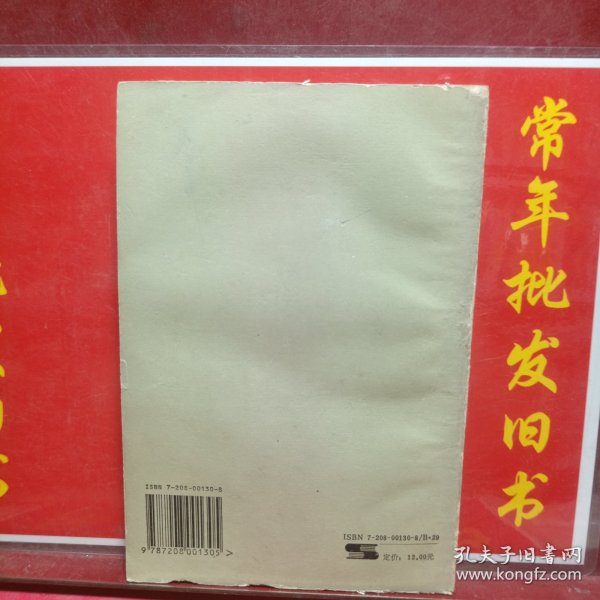 常年批发旧书
ISBN 7-208-00130-8
9 787208 001305 >
ISBN 7-208-00130-8/H·29
定价: 12.00元
孔夫子旧书网
www.kongfz.com